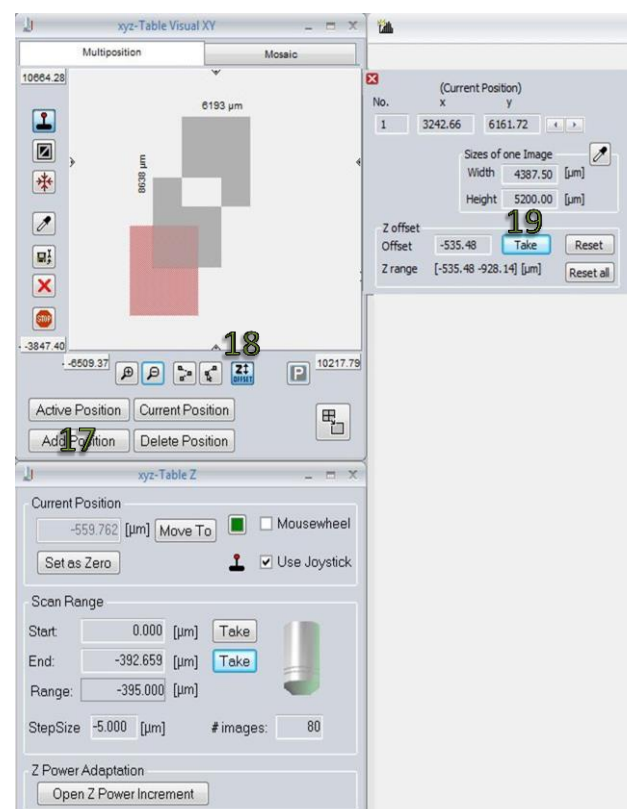 xyz-Table Visual XY
Multiposition
Mosaic
10664.28
6193 µm
8638 µm
-3847.40
-6509.37
10217.79
18
Z
OFFSET
P
STOP
Active Position
Current Position
Add Position
17
Delete Position
(Current Position)
No. x y
1 3242.66 6161.72
Sizes of one Image
Width 4387.50 [µm]
Height 5200.00 [µm]
19
Z offset
Offset -535.48 Take Reset
Z range [-535.48 -928.14] [µm] Reset all
xyz-Table Z
Current Position
-559.762 [µm] Move To Mousewheel
Set as Zero Use Joystick
Scan Range
Start: 0.000 [µm] Take
End: -392.659 [µm] Take
Range: -395.000 [µm]
StepSize -5.000 [µm] # images: 80
Z Power Adaptation
Open Z Power Increment